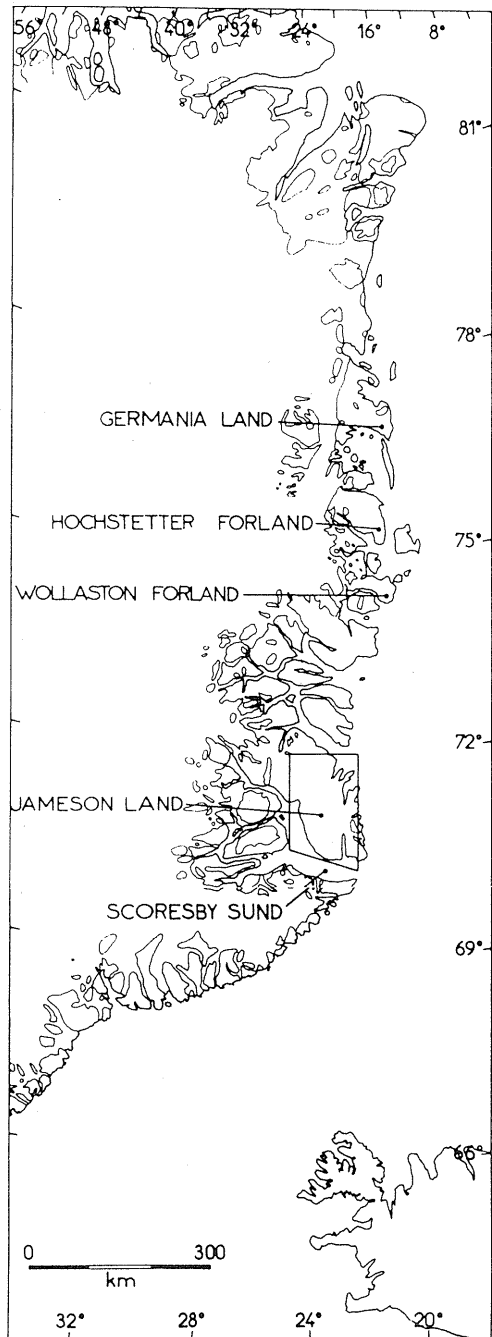 56° 48° 40° 32° 24° 16° 8°
81°
78°
GERMANIA LAND
HOCHSTETTER FORLAND
75°
WOLLASTON FORLAND
72°
JAMESON LAND
SCORESBY SUND
69°
66°
0 300
km
32° 28° 24° 20°